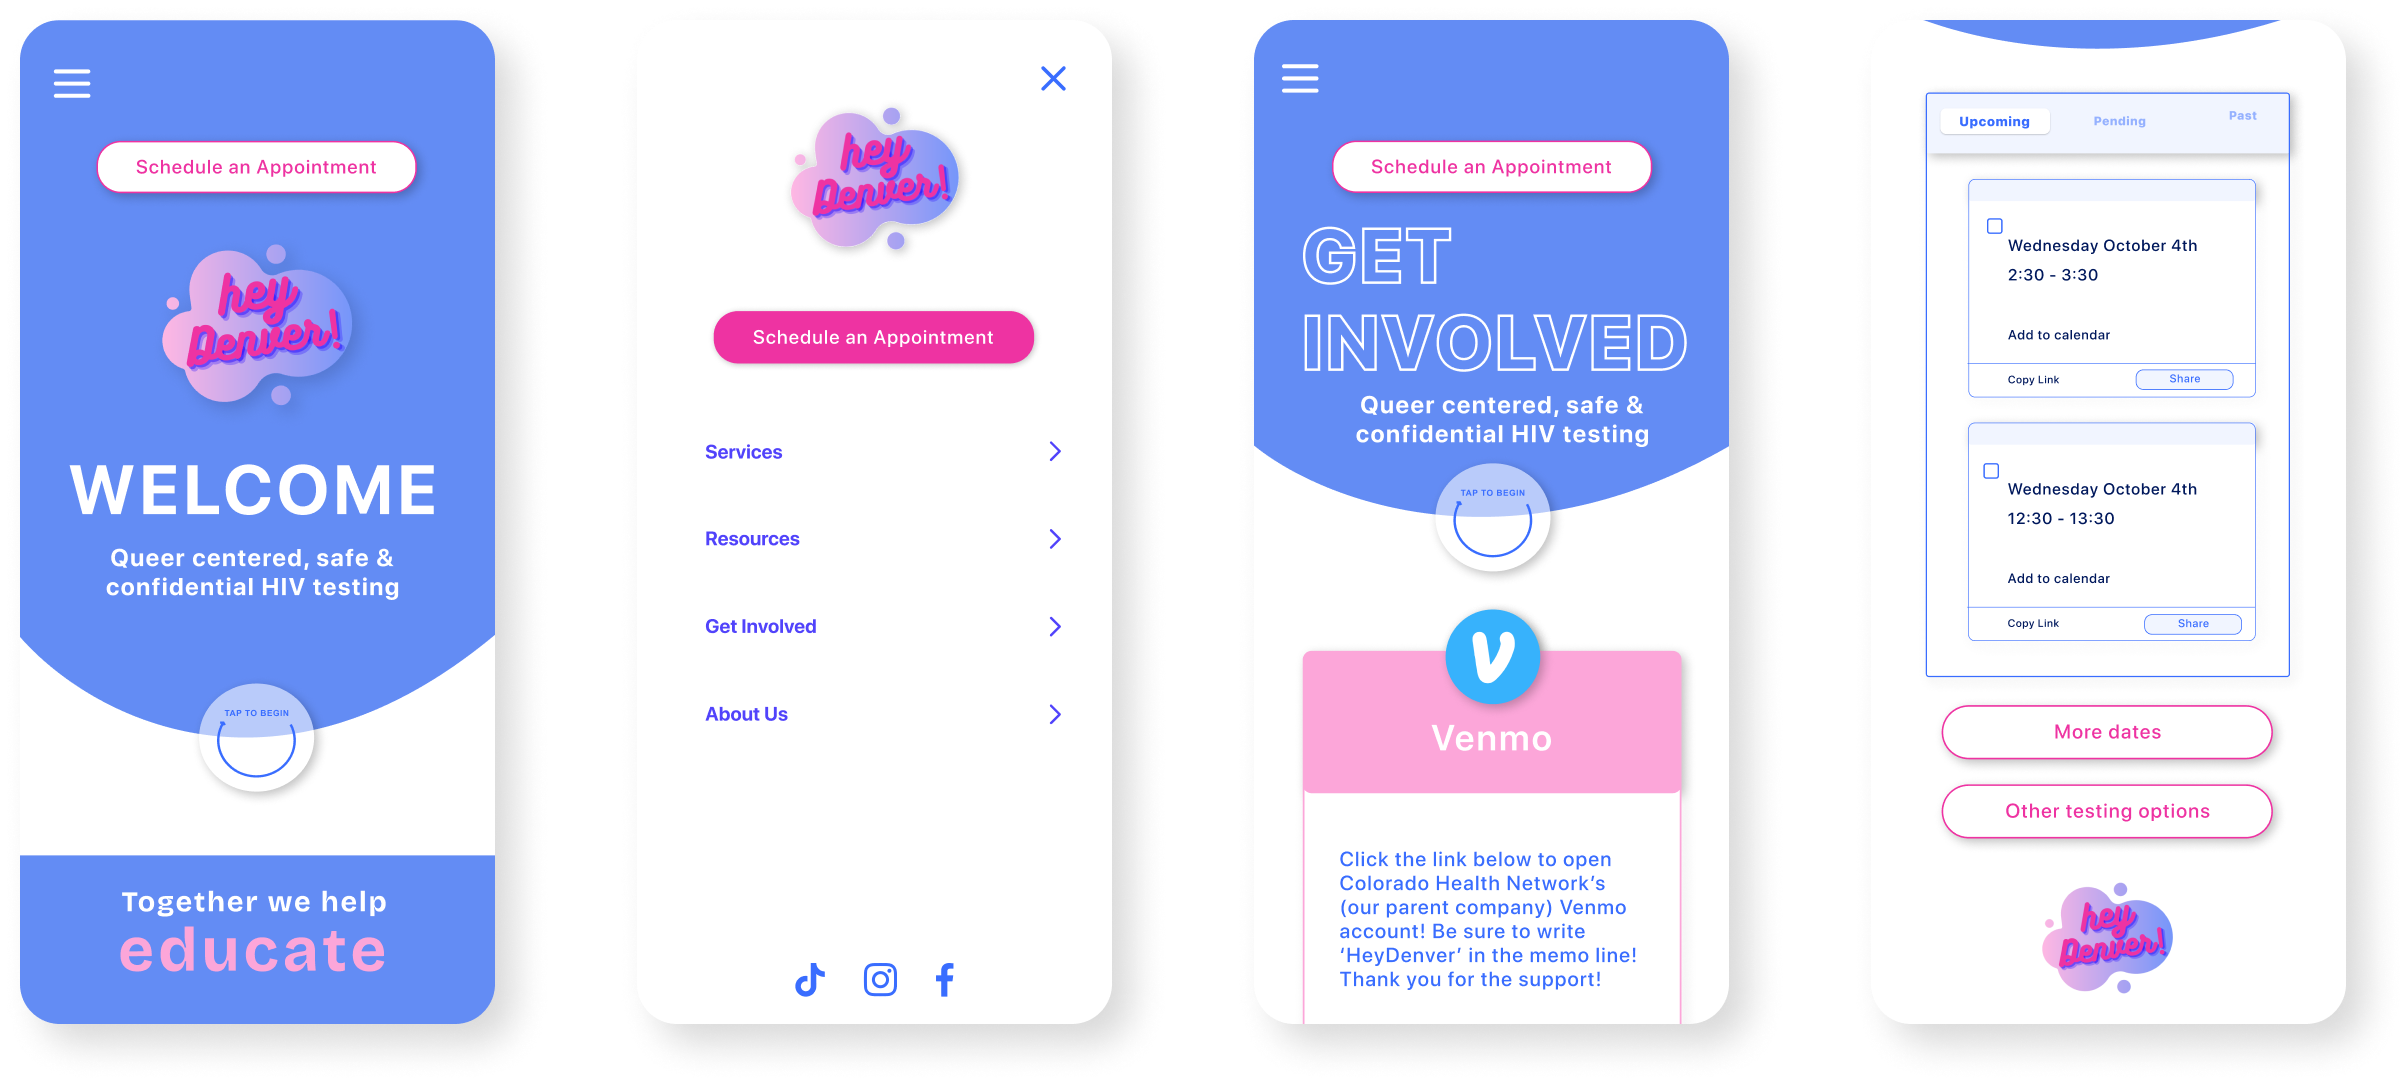 Schedule an Appointment
hey
Denver!
WELCOME
Queer centered, safe &
confidential HIV testing
TAP TO BEGIN
Together we help
educate
hey
Denver!
Schedule an Appointment
Services
Resources
Get Involved
About Us
Schedule an Appointment
GET
INVOLVED
Queer centered, safe &
confidential HIV testing
TAP TO BEGIN
V
Venmo
Click the link below to open
Colorado Health Network’s
(our parent company) Venmo
account! Be sure to write
‘HeyDenver’ in the memo line!
Thank you for the support!
Upcoming Pending Past
Wednesday October 4th
2:30 - 3:30
Add to calendar
Copy Link Share
Wednesday October 4th
12:30 - 13:30
Add to calendar
Copy Link Share
More dates
Other testing options
hey
Denver!